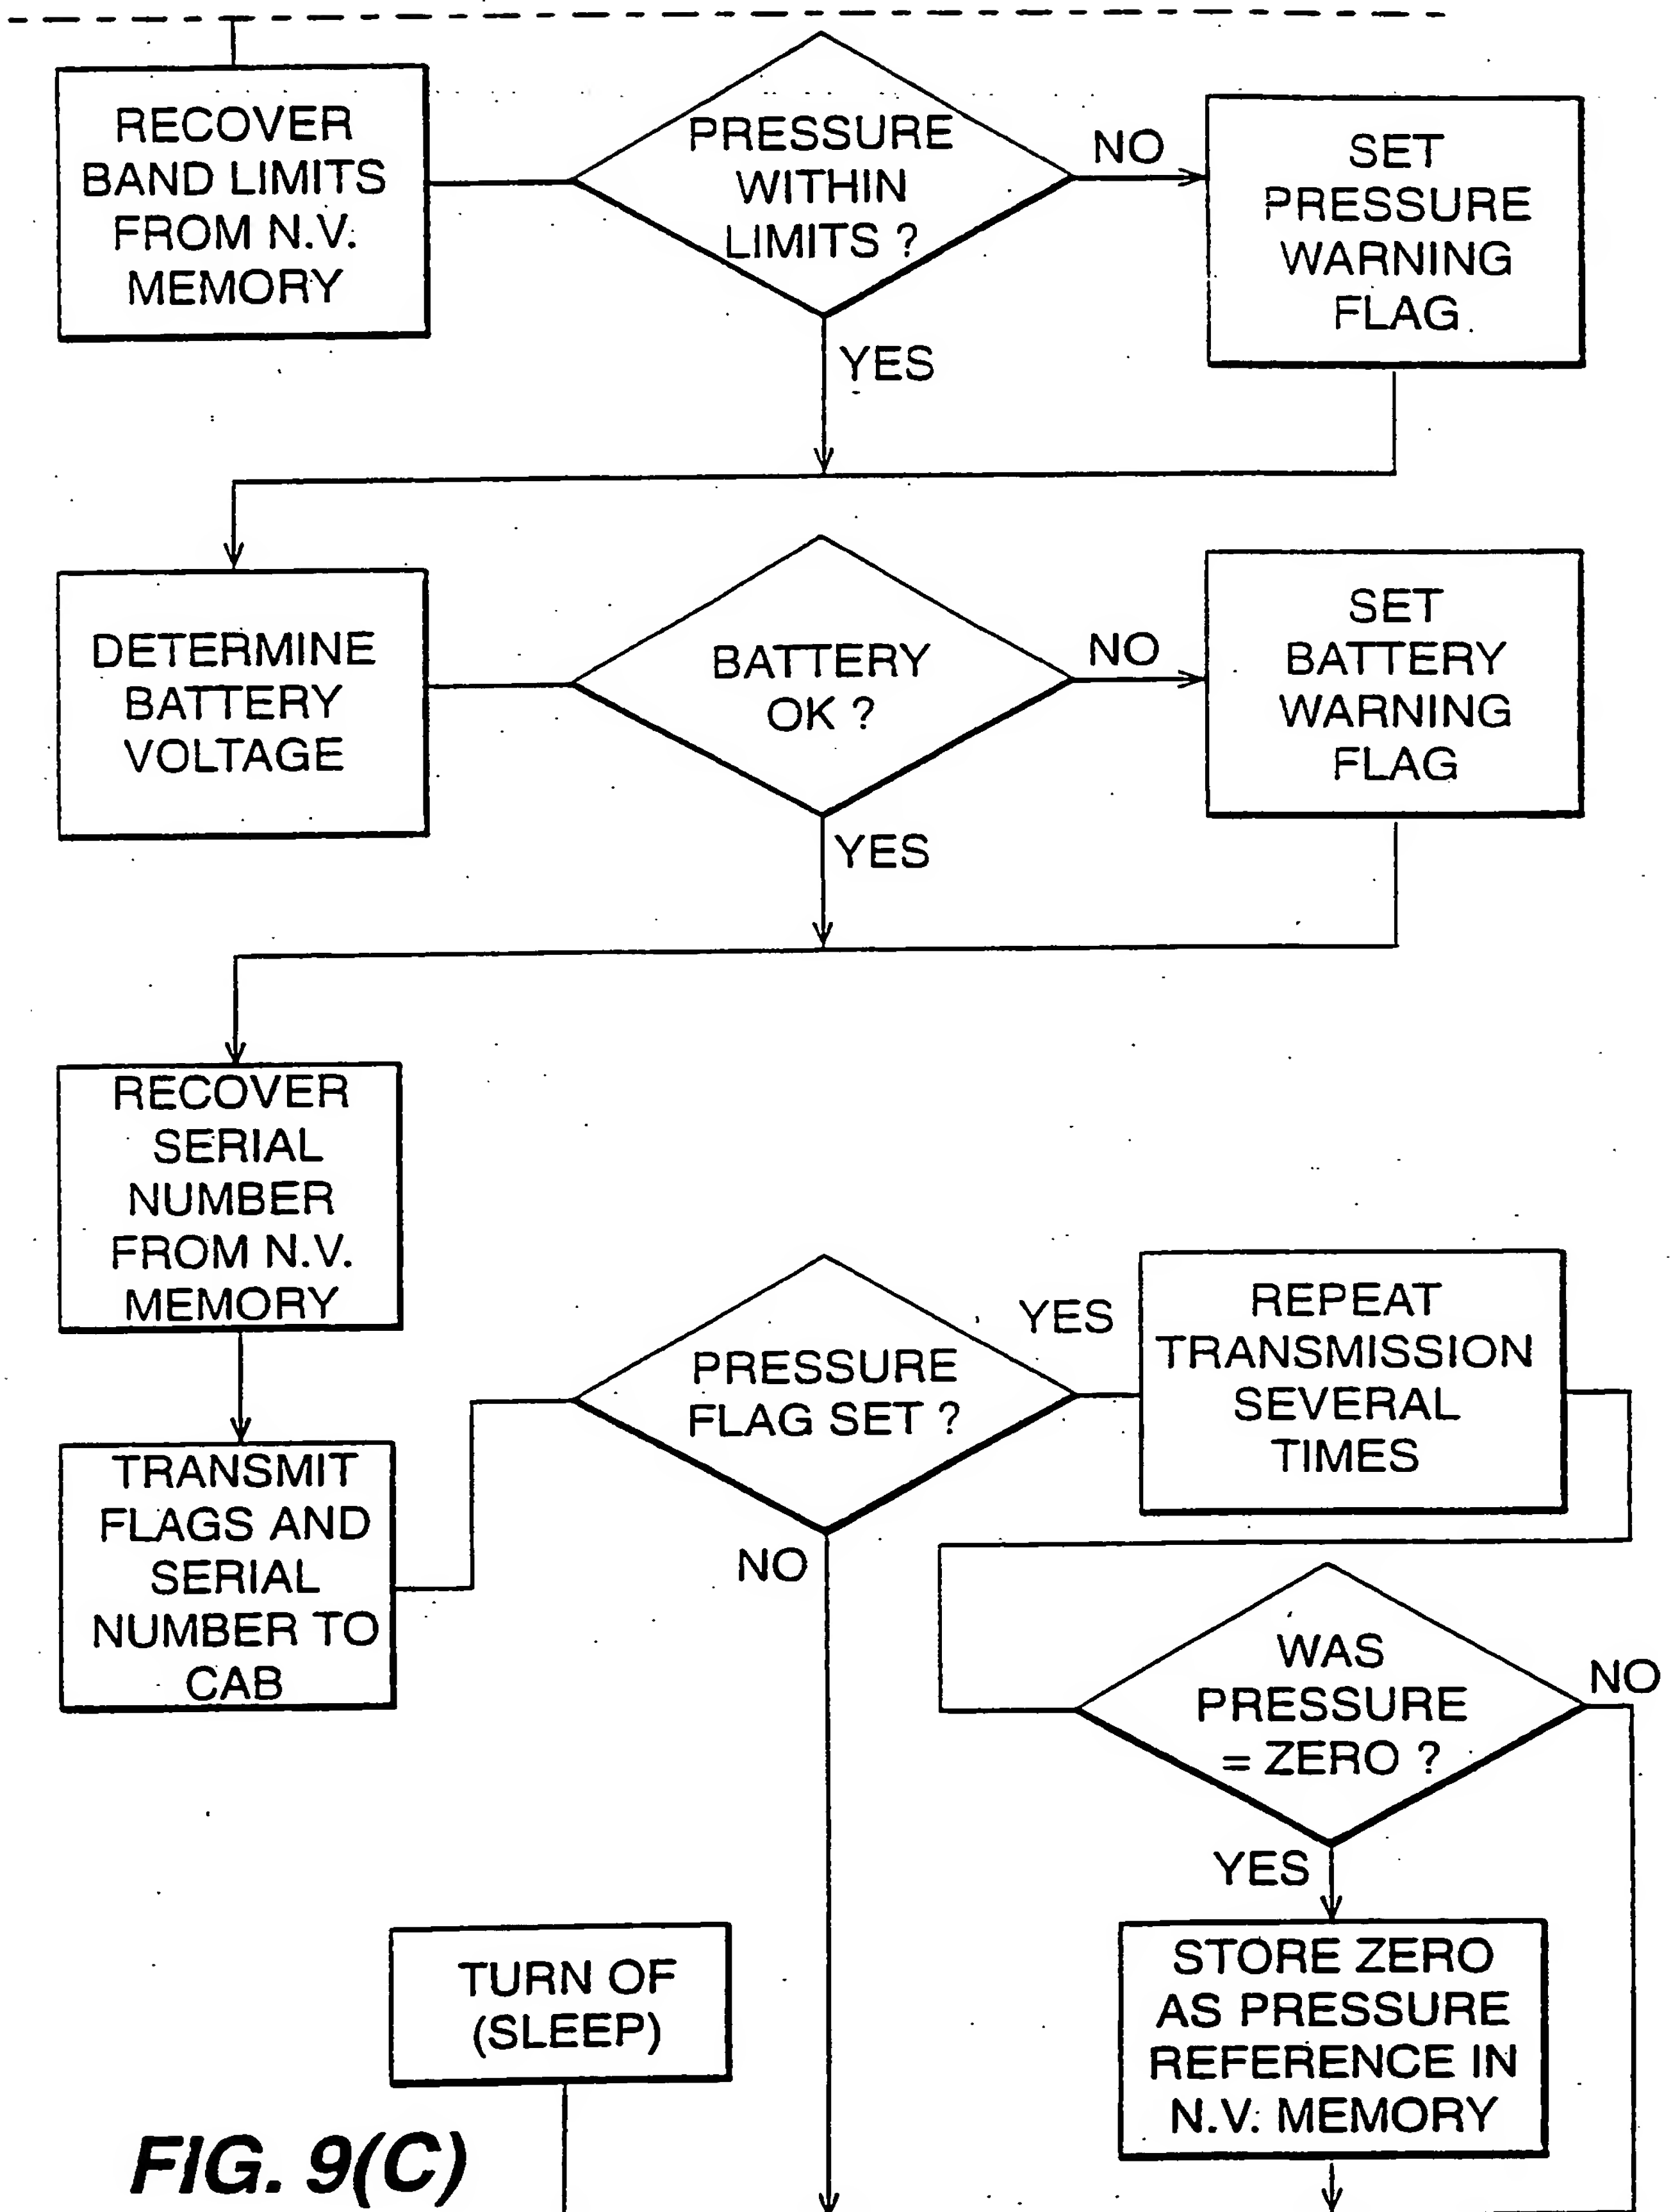 RECOVER
BAND LIMITS
FROM N.V.
MEMORY
PRESSURE
WITHIN
LIMITS ?
NO
SET
PRESSURE
WARNING
FLAG
YES
DETERMINE
BATTERY
VOLTAGE
BATTERY
OK ?
NO
SET
BATTERY
WARNING
FLAG
YES
RECOVER
SERIAL
NUMBER
FROM N.V.
MEMORY
TRANSMIT
FLAGS AND
SERIAL
NUMBER TO
CAB
PRESSURE
FLAG SET ?
YES
REPEAT
TRANSMISSION
SEVERAL
TIMES
NO
WAS
PRESSURE
= ZERO ?
NO
YES
STORE ZERO
AS PRESSURE
REFERENCE IN
N.V. MEMORY
TURN OF
(SLEEP)
FIG. 9(C)